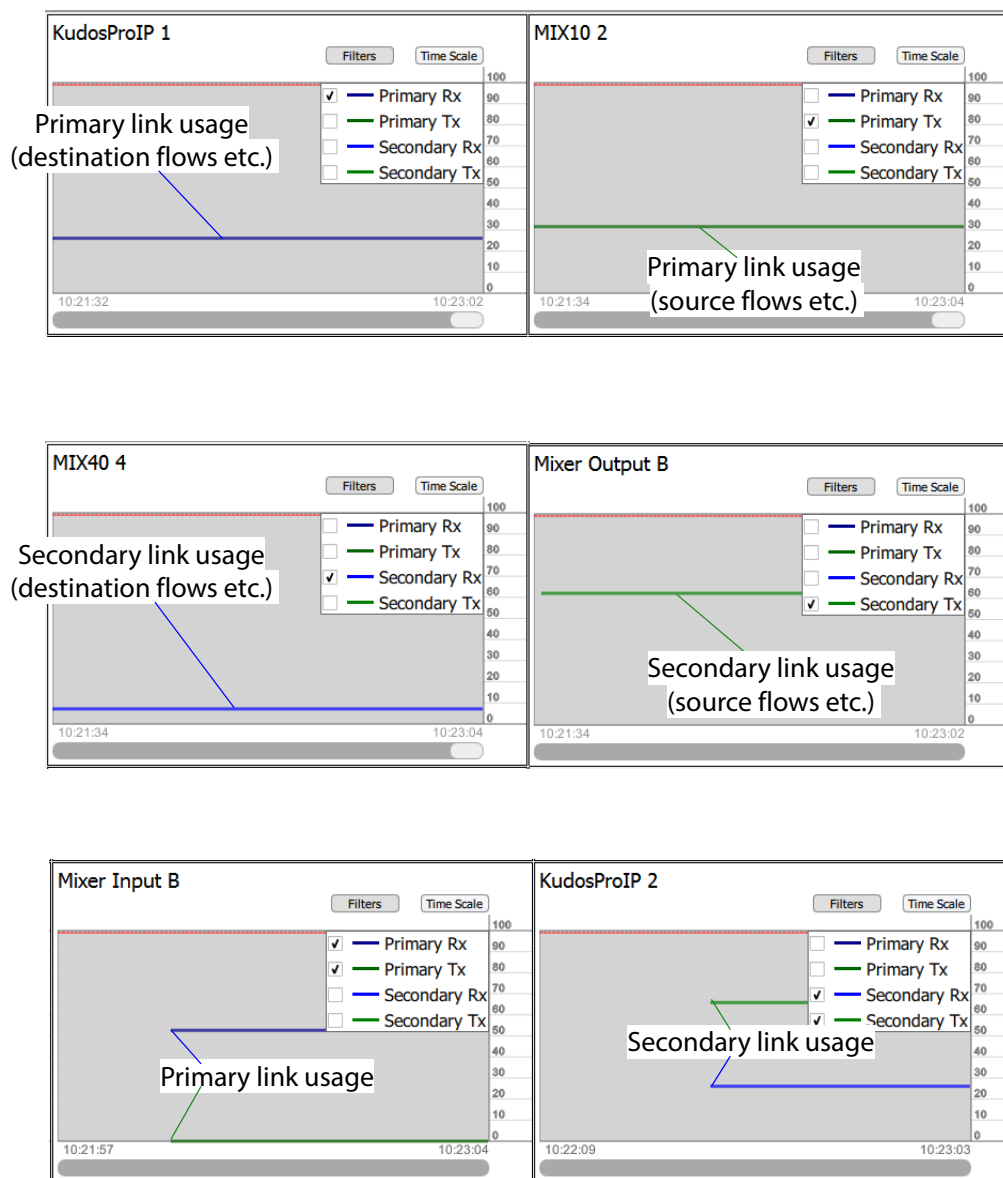 KudosProIP 1
Filters
Time Scale
100
90
80
70
60
50
40
30
20
10
0
Primary Rx
Primary Tx
Secondary Rx
Secondary Tx
Primary link usage
(destination flows etc.)
10:21:32
10:23:02
MIX10 2
Filters
Time Scale
100
90
80
70
60
50
40
30
20
10
0
Primary Rx
Primary Tx
Secondary Rx
Secondary Tx
Primary link usage
(source flows etc.)
10:21:34
10:23:04
MIX40 4
Filters
Time Scale
100
90
80
70
60
50
40
30
20
10
0
Primary Rx
Primary Tx
Secondary Rx
Secondary Tx
Secondary link usage
(destination flows etc.)
10:21:34
10:23:04
Mixer Output B
Filters
Time Scale
100
90
80
70
60
50
40
30
20
10
0
Primary Rx
Primary Tx
Secondary Rx
Secondary Tx
Secondary link usage
(source flows etc.)
10:21:34
10:23:02
Mixer Input B
Filters
Time Scale
100
90
80
70
60
50
40
30
20
10
0
Primary Rx
Primary Tx
Secondary Rx
Secondary Tx
Primary link usage
10:21:57
10:23:04
KudosProIP 2
Filters
Time Scale
100
90
80
70
60
50
40
30
20
10
0
Primary Rx
Primary Tx
Secondary Rx
Secondary Tx
Secondary link usage
10:22:09
10:23:03